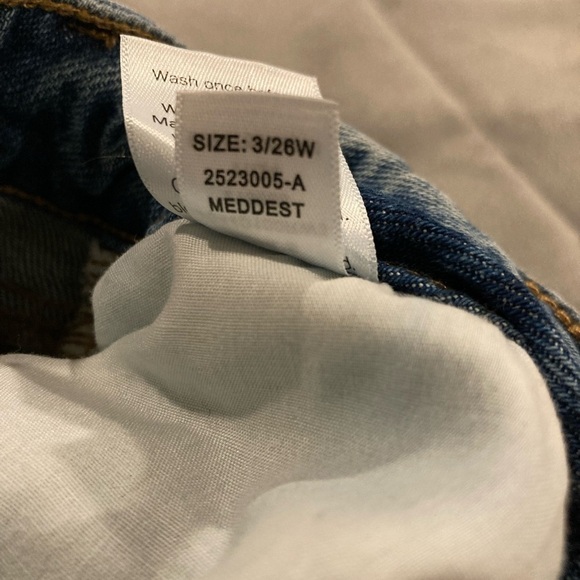 Wash once
SIZE: 3/26W
2523005-A
MEDDEST